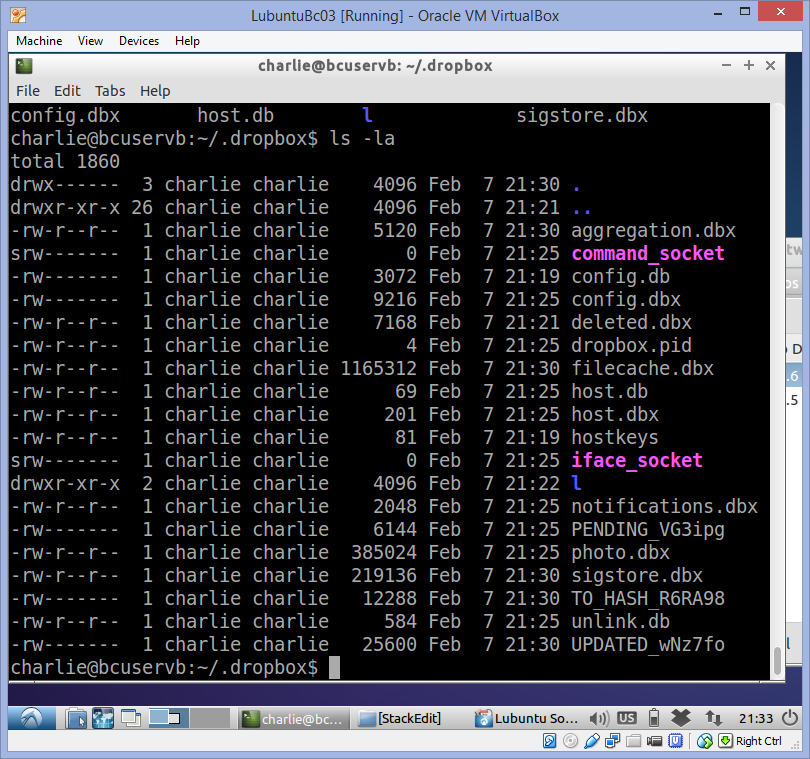 LubuntuBc03 [Running] - Oracle VM VirtualBox
Machine View Devices Help
charlie@bcuservb: ~/.dropbox
File Edit Tabs Help
config.dbx host.db l sigstore.dbx
charlie@bcuservb:~/.dropbox$ ls -la
total 1860
drwx------ 3 charlie charlie 4096 Feb 7 21:30 .
drwxr-xr-x 26 charlie charlie 4096 Feb 7 21:21 ..
-rw-r--r-- 1 charlie charlie 5120 Feb 7 21:30 aggregation.dbx
srw------- 1 charlie charlie 0 Feb 7 21:25 command_socket
-rw------- 1 charlie charlie 3072 Feb 7 21:19 config.db
-rw------- 1 charlie charlie 9216 Feb 7 21:25 config.dbx
-rw-r--r-- 1 charlie charlie 7168 Feb 7 21:21 deleted.dbx
-rw-r--r-- 1 charlie charlie 4 Feb 7 21:25 dropbox.pid
-rw-r--r-- 1 charlie charlie 1165312 Feb 7 21:30 filecache.dbx
-rw-r--r-- 1 charlie charlie 69 Feb 7 21:25 host.db
-rw-r--r-- 1 charlie charlie 201 Feb 7 21:25 host.dbx
-rw-r--r-- 1 charlie charlie 81 Feb 7 21:19 hostkeys
srw------- 1 charlie charlie 0 Feb 7 21:25 iface_socket
drwxr-xr-x 2 charlie charlie 4096 Feb 7 21:22 l
-rw-r--r-- 1 charlie charlie 2048 Feb 7 21:25 notifications.dbx
-rw------- 1 charlie charlie 6144 Feb 7 21:25 PENDING_VG3ipg
-rw-r--r-- 1 charlie charlie 385024 Feb 7 21:25 photo.dbx
-rw-r--r-- 1 charlie charlie 219136 Feb 7 21:30 sigstore.dbx
-rw------- 1 charlie charlie 12288 Feb 7 21:30 TO_HASH_R6RA98
-rw-r--r-- 1 charlie charlie 584 Feb 7 21:25 unlink.db
-rw------- 1 charlie charlie 25600 Feb 7 21:30 UPDATED_wNz7fo
charlie@bcuservb:~/.dropbox$
charlie@bc... [StackEdit] Lubuntu So... US 21:33
Right Ctrl